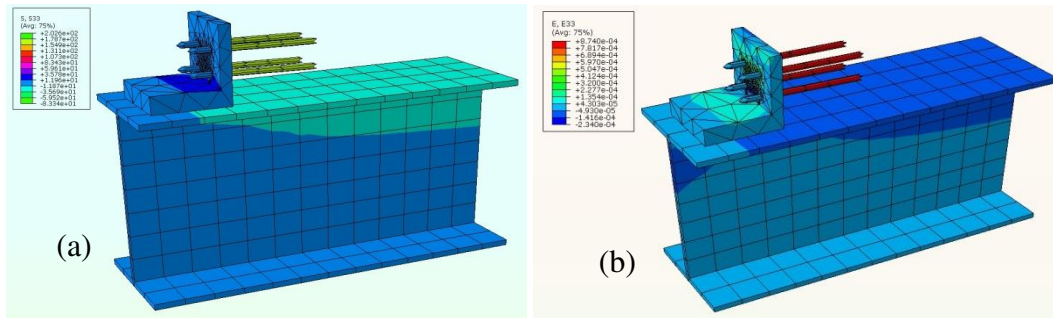 S, S33
(Avg: 75%)
+2.026e+02
+1.787e+02
+1.549e+02
+1.311e+02
+1.073e+02
+8.343e+01
+5.961e+01
+3.578e+01
+1.196e+01
-1.187e+01
-3.569e+01
-5.952e+01
-8.334e+01
(a)
E, E33
(Avg: 75%)
+8.740e-04
+7.817e-04
+6.894e-04
+5.970e-04
+5.047e-04
+4.124e-04
+3.200e-04
+2.277e-04
+1.354e-04
+4.303e-05
-4.930e-05
-1.416e-04
-2.340e-04
(b)